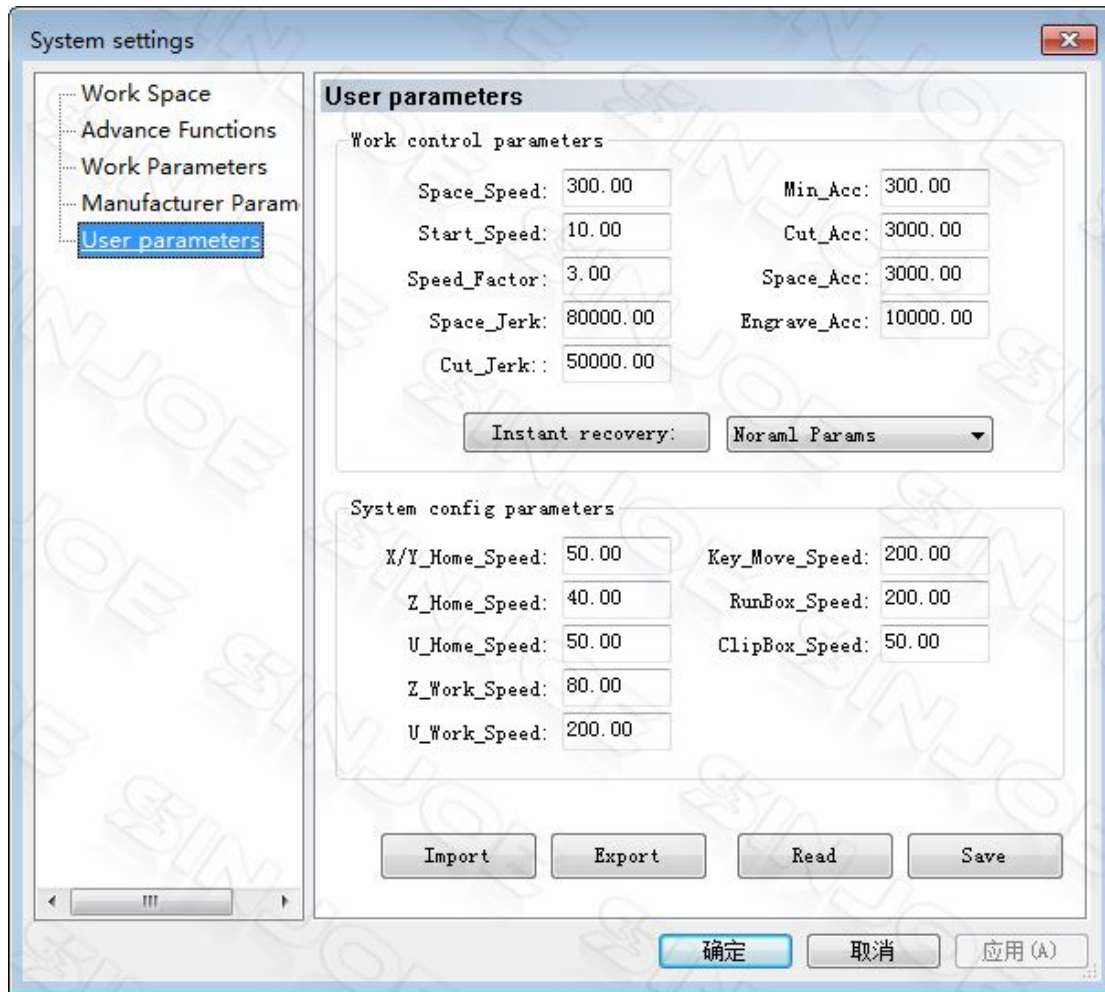 System settings
Work Space
Advance Functions
Work Parameters
Manufacturer Param
User parameters
User parameters
Work control parameters
Space_Speed: 300.00 Min_Acc: 300.00
Start_Speed: 10.00 Cut_Acc: 3000.00
Speed_Factor: 3.00 Space_Acc: 3000.00
Space_Jerk: 80000.00 Engrave_Acc: 10000.00
Cut_Jerk:: 50000.00
Instant recovery: Noraml Params
System config parameters
X/Y_Home_Speed: 50.00 Key_Move_Speed: 200.00
Z_Home_Speed: 40.00 RunBox_Speed: 200.00
U_Home_Speed: 50.00 ClipBox_Speed: 50.00
Z_Work_Speed: 80.00
U_Work_Speed: 200.00
Import Export Read Save
确定 取消 应用(A)
SINJOE